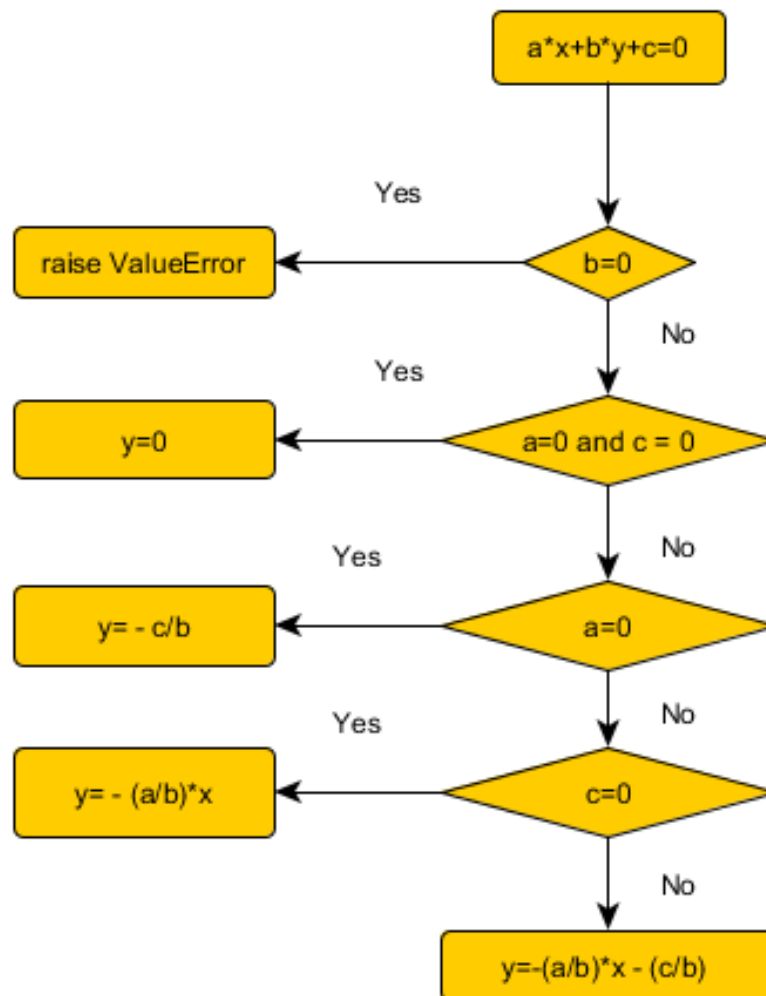 a*x+b*y+c=0
Yes
raise ValueError
b=0
No
Yes
y=0
a=0 and c = 0
No
Yes
y= - c/b
a=0
No
Yes
y= - (a/b)*x
c=0
No
y=-(a/b)*x - (c/b)